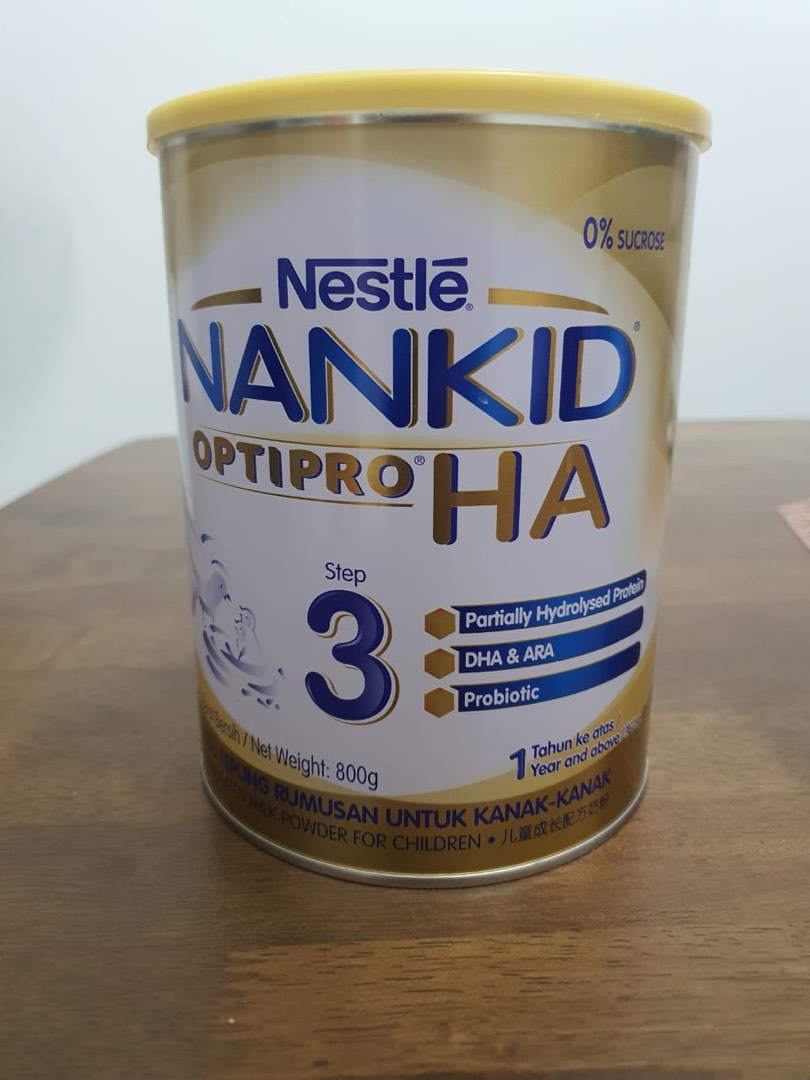 0% SUCROSE
Nestlé®
NANKID®
OPTIPRO® HA
Step
3
Partially Hydrolysed Protein
DHA & ARA
Probiotic
Bersih / Net Weight: 800g
1 Tahun ke atas /
Year and above /
TEPUNG RUMUSAN UNTUK KANAK-KANAK
MILK POWDER FOR CHILDREN • 儿童成长配方奶粉